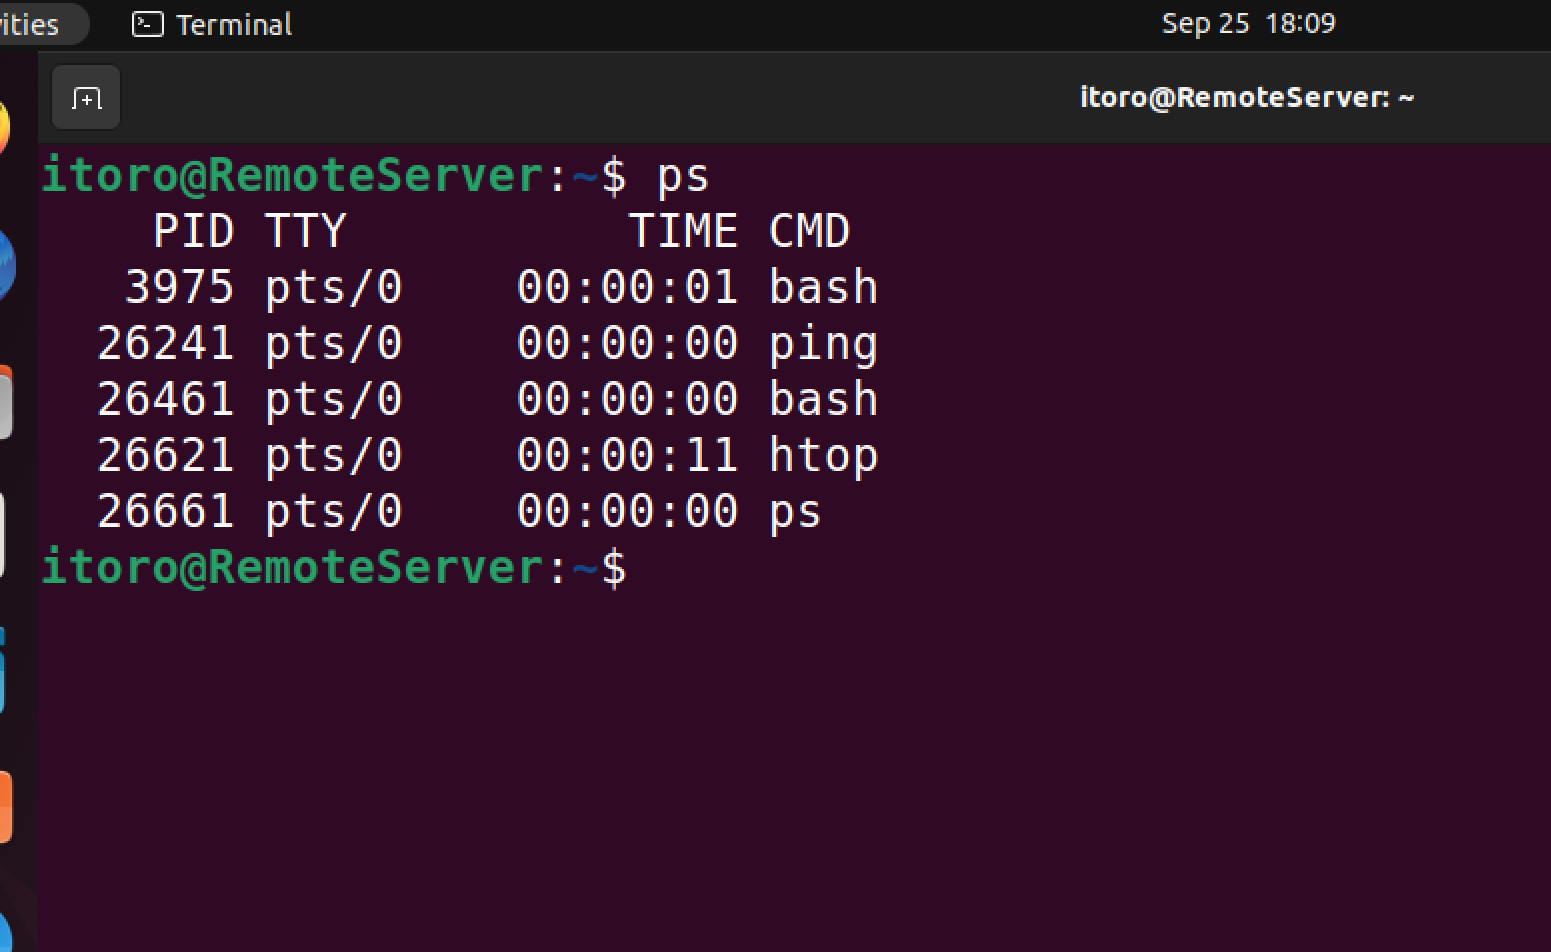 ities Terminal Sep 25 18:09
itoro@RemoteServer: ~
itoro@RemoteServer:~$ ps
    PID TTY          TIME CMD
   3975 pts/0    00:00:01 bash
  26241 pts/0    00:00:00 ping
  26461 pts/0    00:00:00 bash
  26621 pts/0    00:00:11 htop
  26661 pts/0    00:00:00 ps
itoro@RemoteServer:~$